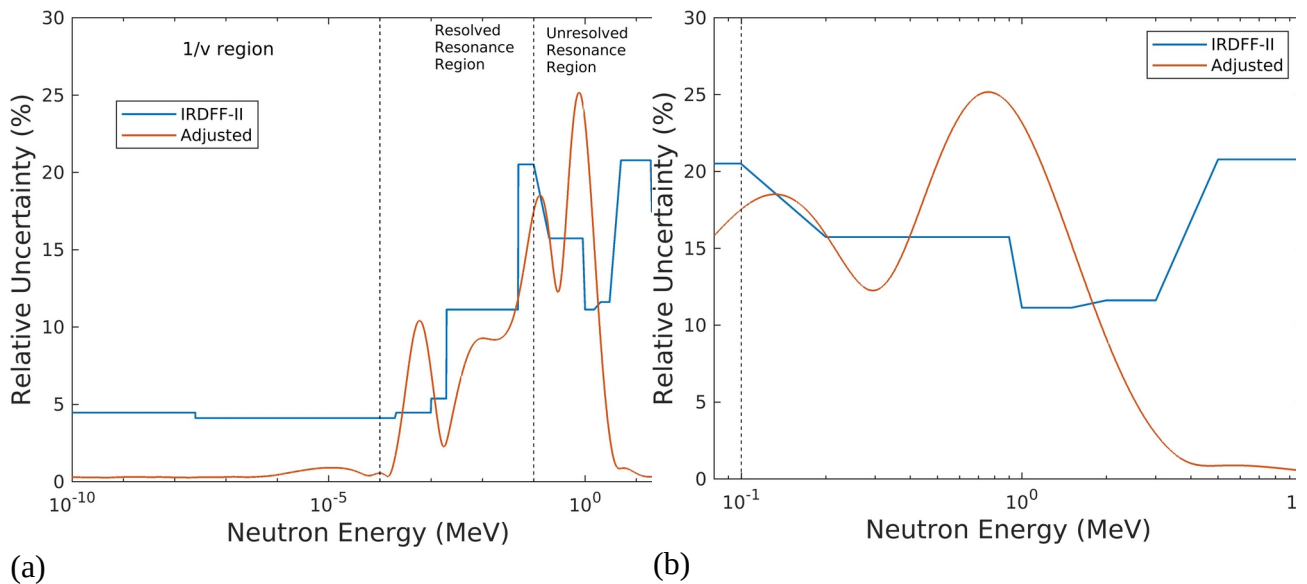 30
25
20
15
10
5
0
Relative Uncertainty (%)
1/v region
Resolved
Resonance
Region
Unresolved
Resonance
Region
IRDFF-II
Adjusted
10^-10
10^-5
10^0
Neutron Energy (MeV)
(a)
30
25
20
15
10
5
0
Relative Uncertainty (%)
IRDFF-II
Adjusted
10^-1
10^0
1
Neutron Energy (MeV)
(b)